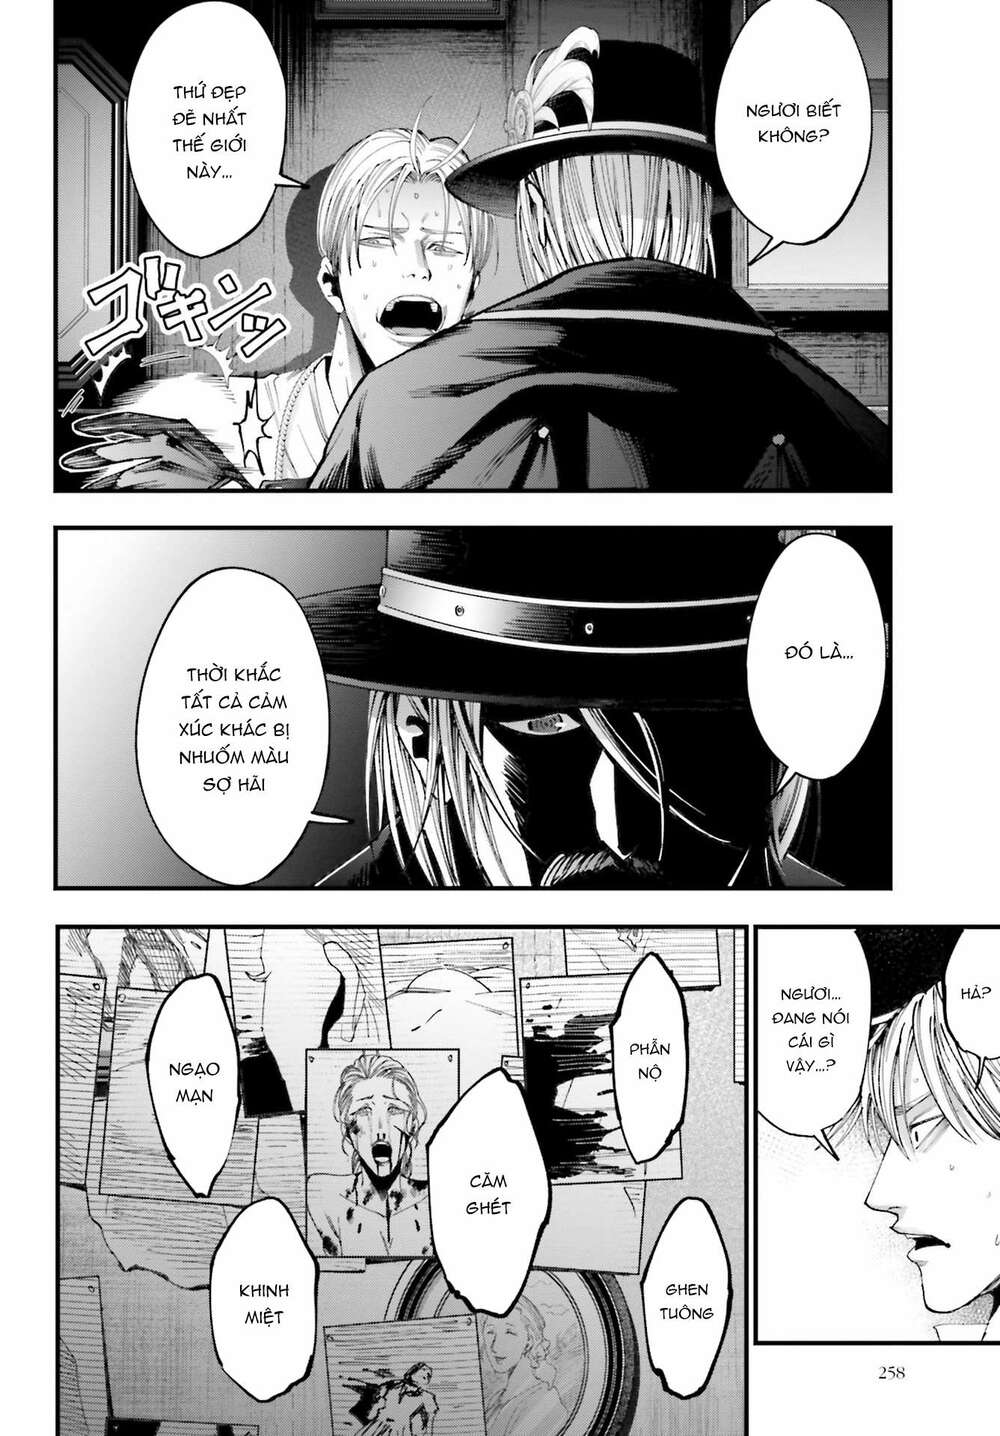 NGƯƠI BIẾT
KHÔNG?
THỨ ĐẸP
ĐẼ NHẤT
THẾ GIỚI
NÀY...
ゴキンッ
ĐÓ LÀ...
THỜI KHẮC
TẤT CẢ CẢM
XÚC KHÁC BỊ
NHUỐM MÀU
SỢ HÃI
HẢ?
NGƯƠI...
ĐANG NÓI
CÁI GÌ
VẬY...?
PHẪN
NỘ
NGẠO
MẠN
CĂM
GHÉT
GHEN
TUÔNG
KHINH
MIỆT
258